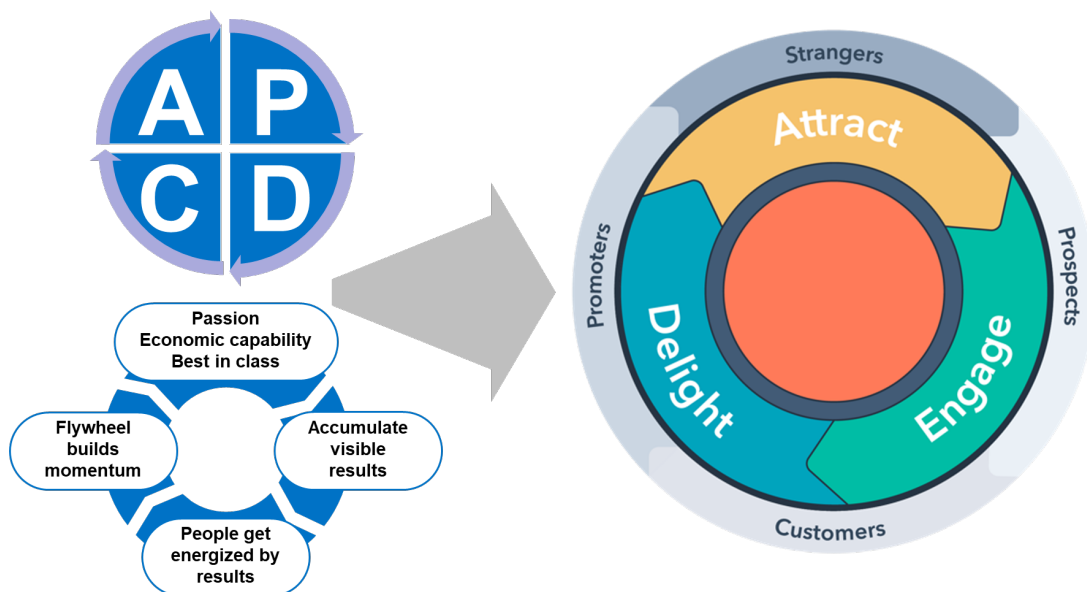 A P
C D
Passion
Economic capability
Best in class
Flywheel
builds
momentum
Accumulate
visible
results
People get
energized by
results
Strangers
Attract
Promoters
Prospects
Delight
Engage
Customers